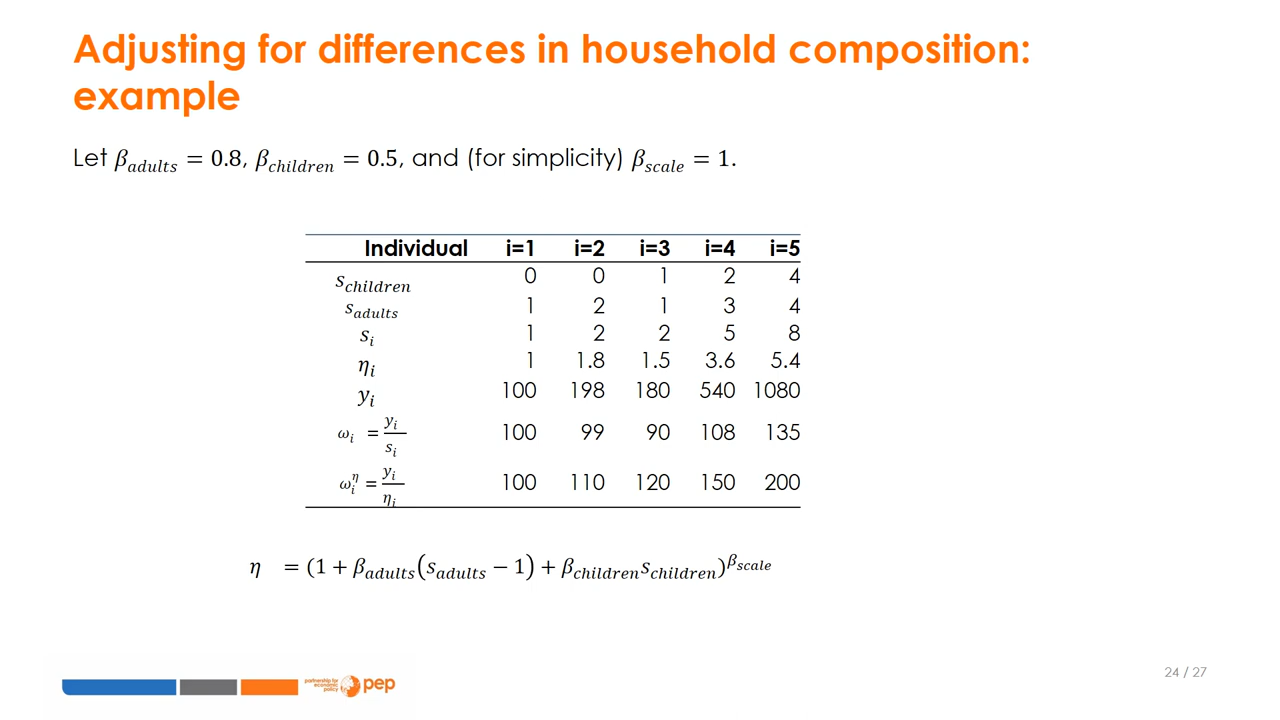 Adjusting for differences in household composition:
example
Let β_adults = 0.8, β_children = 0.5, and (for simplicity) β_scale = 1.
Individual i=1 i=2 i=3 i=4 i=5
s_children 0 0 1 2 4
s_adults 1 2 1 3 4
s_i 1 2 2 5 8
η_i 1 1.8 1.5 3.6 5.4
y_i 100 198 180 540 1080
ω_i = y_i/s_i 100 99 90 108 135
ω_i^η = y_i/η_i 100 110 120 150 200
η = (1 + β_adults(s_adults − 1) + β_children s_children)^β_scale
partnership for
economic
policy
pep
24 / 27